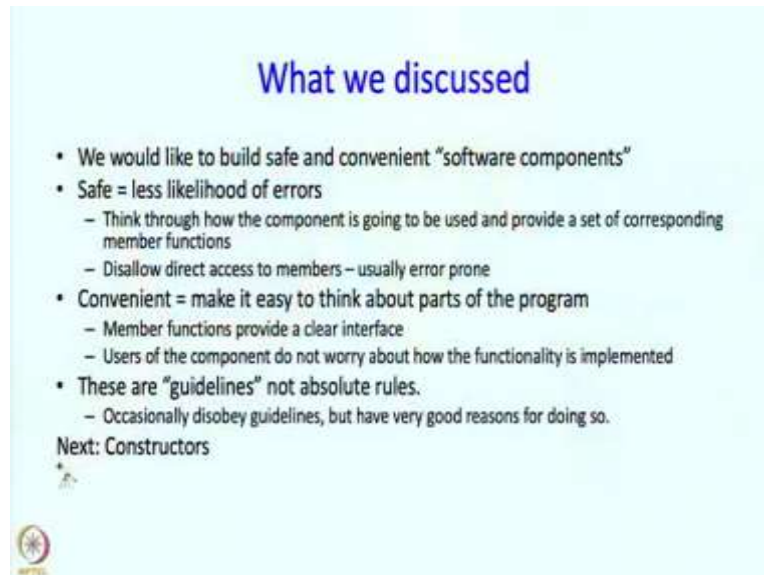 What we discussed
• We would like to build safe and convenient “software components”
• Safe = less likelihood of errors
– Think through how the component is going to be used and provide a set of corresponding
member functions
– Disallow direct access to members – usually error prone
• Convenient = make it easy to think about parts of the program
– Member functions provide a clear interface
– Users of the component do not worry about how the functionality is implemented
• These are “guidelines” not absolute rules.
– Occasionally disobey guidelines, but have very good reasons for doing so.
Next: Constructors